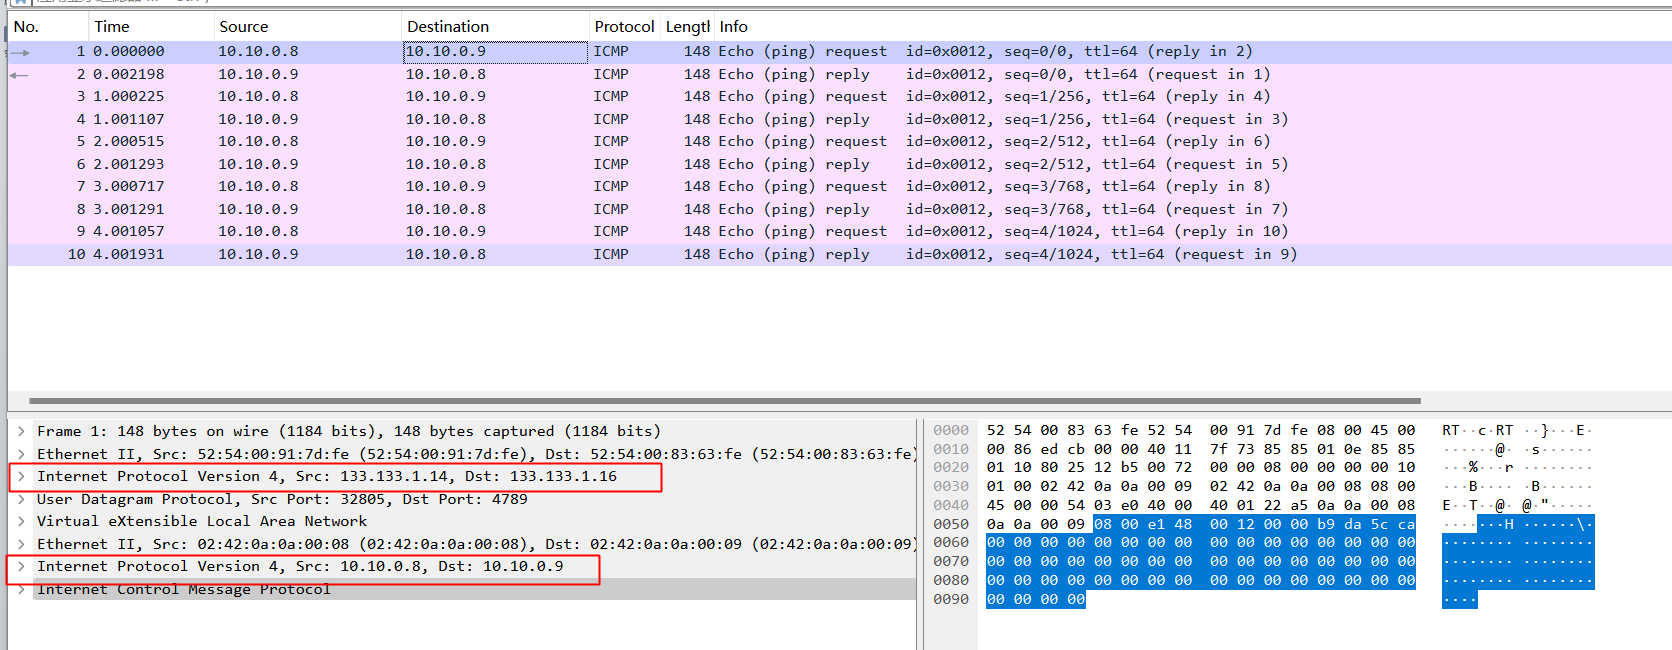 No. Time Source Destination Protocol Length Info
1 0.000000 10.10.0.8 10.10.0.9 ICMP 148 Echo (ping) request id=0x0012, seq=0/0, ttl=64 (reply in 2)
2 0.002198 10.10.0.9 10.10.0.8 ICMP 148 Echo (ping) reply id=0x0012, seq=0/0, ttl=64 (request in 1)
3 1.000225 10.10.0.8 10.10.0.9 ICMP 148 Echo (ping) request id=0x0012, seq=1/256, ttl=64 (reply in 4)
4 1.001107 10.10.0.9 10.10.0.8 ICMP 148 Echo (ping) reply id=0x0012, seq=1/256, ttl=64 (request in 3)
5 2.000515 10.10.0.8 10.10.0.9 ICMP 148 Echo (ping) request id=0x0012, seq=2/512, ttl=64 (reply in 6)
6 2.001293 10.10.0.9 10.10.0.8 ICMP 148 Echo (ping) reply id=0x0012, seq=2/512, ttl=64 (request in 5)
7 3.000717 10.10.0.8 10.10.0.9 ICMP 148 Echo (ping) request id=0x0012, seq=3/768, ttl=64 (reply in 8)
8 3.001291 10.10.0.9 10.10.0.8 ICMP 148 Echo (ping) reply id=0x0012, seq=3/768, ttl=64 (request in 7)
9 4.001057 10.10.0.8 10.10.0.9 ICMP 148 Echo (ping) request id=0x0012, seq=4/1024, ttl=64 (reply in 10)
10 4.001931 10.10.0.9 10.10.0.8 ICMP 148 Echo (ping) reply id=0x0012, seq=4/1024, ttl=64 (request in 9)
Frame 1: 148 bytes on wire (1184 bits), 148 bytes captured (1184 bits)
Ethernet II, Src: 52:54:00:91:7d:fe (52:54:00:91:7d:fe), Dst: 52:54:00:83:63:fe (52:54:00:83:63:fe)
Internet Protocol Version 4, Src: 133.133.1.14, Dst: 133.133.1.16
User Datagram Protocol, Src Port: 32805, Dst Port: 4789
Virtual eXtensible Local Area Network
Ethernet II, Src: 02:42:0a:0a:00:08 (02:42:0a:0a:00:08), Dst: 02:42:0a:0a:00:09 (02:42:0a:0a:00:09)
Internet Protocol Version 4, Src: 10.10.0.8, Dst: 10.10.0.9
Internet Control Message Protocol
0000 52 54 00 83 63 fe 52 54 00 91 7d fe 08 00 45 00 RT··c·RT ··}···E·
0010 00 86 ed cb 00 00 40 11 7f 73 85 85 01 0e 85 85 ······@· ·s······
0020 01 10 80 25 12 b5 00 72 00 00 08 00 00 00 00 10 ···%···r ········
0030 01 00 02 42 0a 0a 00 09 02 42 0a 0a 00 08 08 00 ···B···· ·B······
0040 45 00 00 54 03 e0 40 00 40 01 22 a5 0a 0a 00 08 E··T··@· @·"·····
0050 0a 0a 00 09 08 00 e1 48 00 12 00 00 b9 da 5c ca ·······H ······\·
0060 00 00 00 00 00 00 00 00 00 00 00 00 00 00 00 00 ········ ········
0070 00 00 00 00 00 00 00 00 00 00 00 00 00 00 00 00 ········ ········
0080 00 00 00 00 00 00 00 00 00 00 00 00 00 00 00 00 ········ ········
0090 00 00 00 00 ····